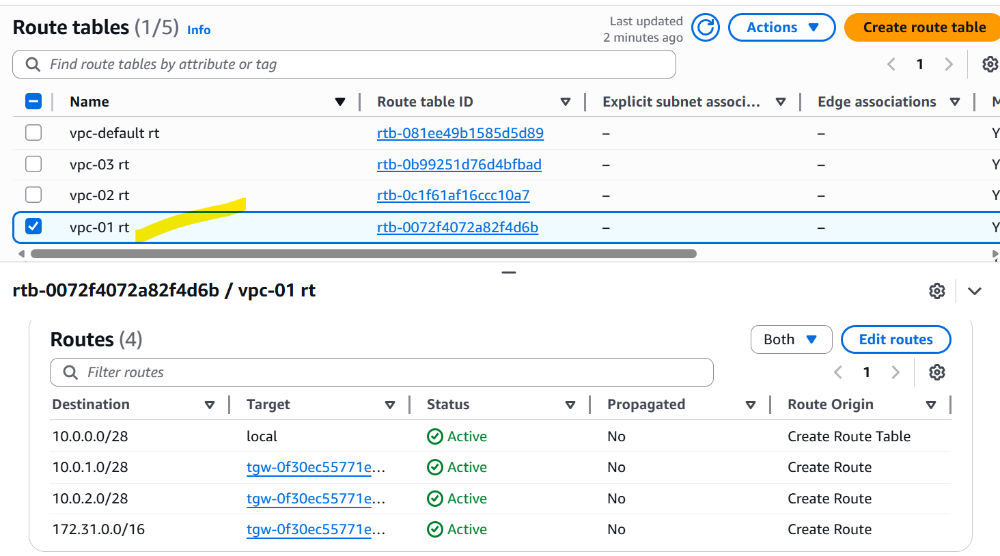 Route tables (1/5) Info
Last updated
2 minutes ago
Actions
Create route table
Find route tables by attribute or tag
1
Name Route table ID Explicit subnet associ... Edge associations M
vpc-default rt rtb-081ee49b1585d5d89 – – Y
vpc-03 rt rtb-0b99251d76d4bfbad – – Y
vpc-02 rt rtb-0c1f61af16ccc10a7 – – Y
vpc-01 rt rtb-0072f4072a82f4d6b – – Y
rtb-0072f4072a82f4d6b / vpc-01 rt
Routes (4)
Both
Edit routes
Filter routes
1
Destination Target Status Propagated Route Origin
10.0.0.0/28 local Active No Create Route Table
10.0.1.0/28 tgw-0f30ec55771e... Active No Create Route
10.0.2.0/28 tgw-0f30ec55771e... Active No Create Route
172.31.0.0/16 tgw-0f30ec55771e... Active No Create Route